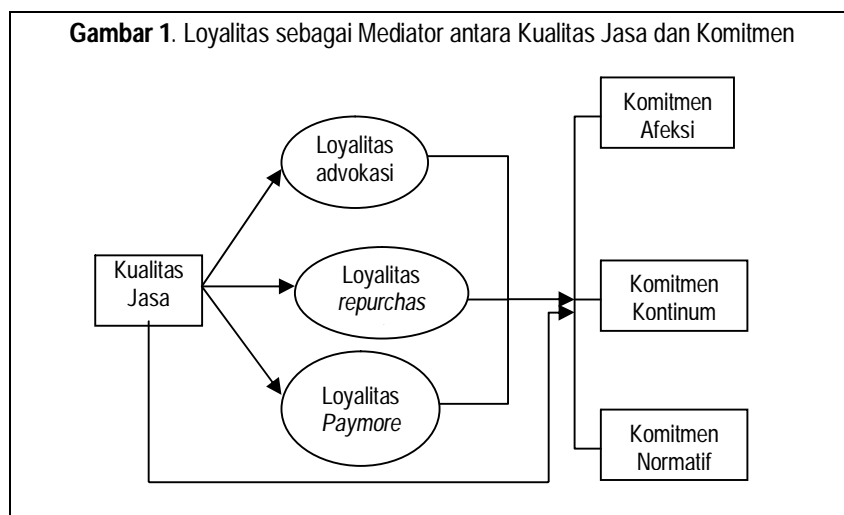 Gambar 1. Loyalitas sebagai Mediator antara Kualitas Jasa dan Komitmen
Komitmen
Afeksi
Loyalitas
advokasi
Kualitas
Jasa
Loyalitas
repurchas
Komitmen
Kontinum
Loyalitas
Paymore
Komitmen
Normatif